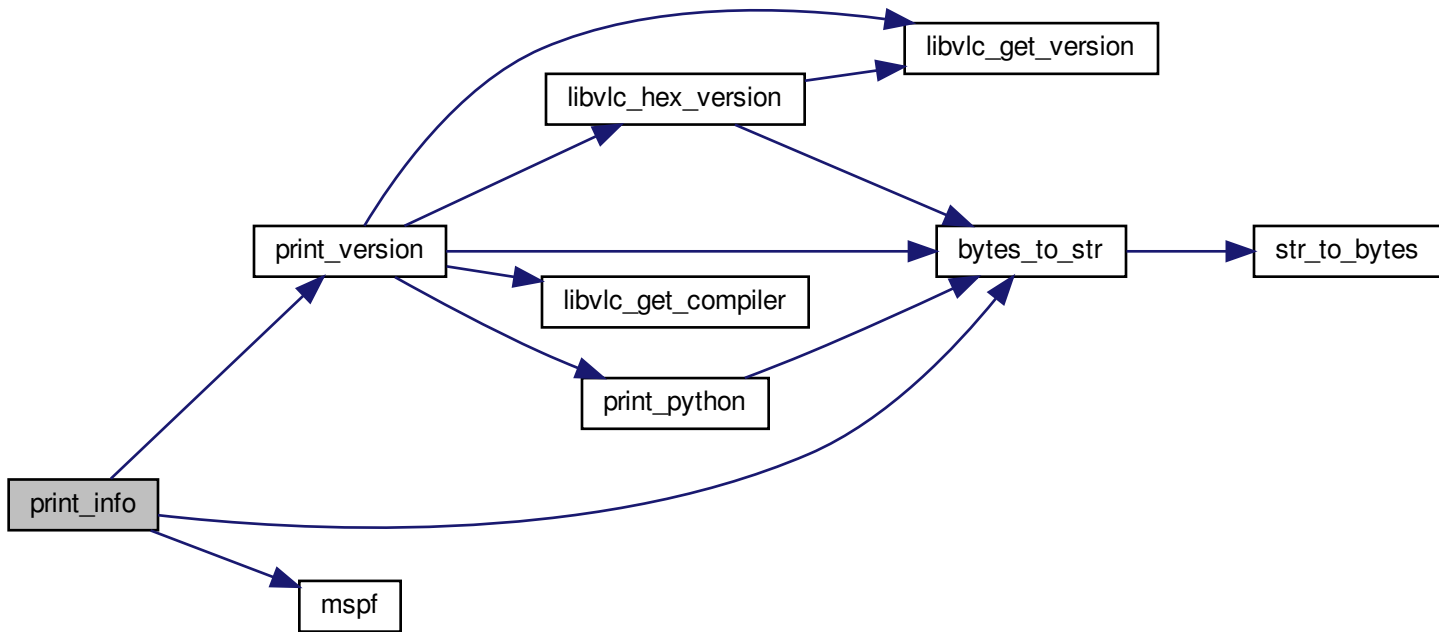 libvlc_get_version
libvlc_hex_version
print_version
bytes_to_str
str_to_bytes
libvlc_get_compiler
print_python
print_info
mspf